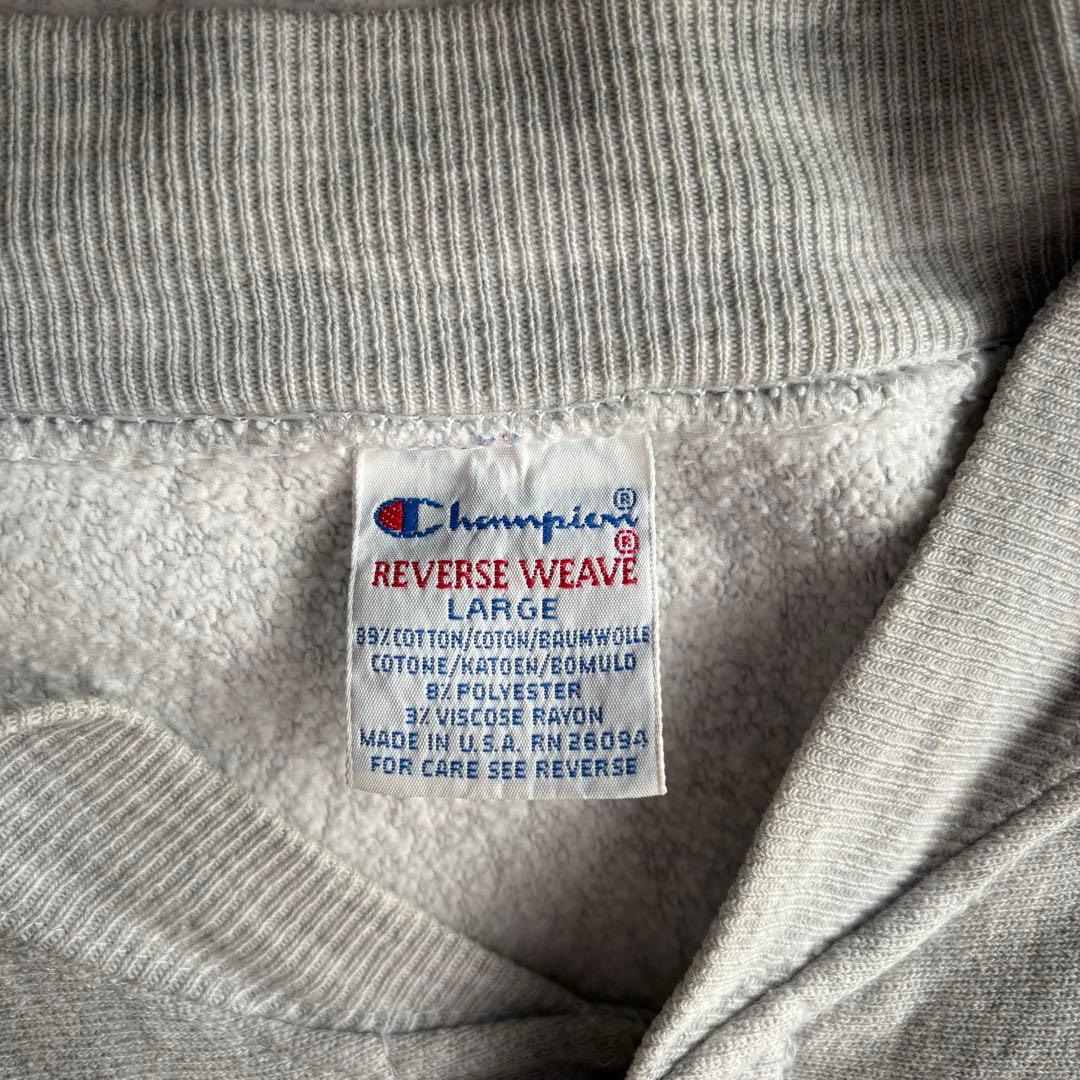 Champion®
REVERSE WEAVE®
LARGE
89% COTTON/COTON/BAUMWOLLE
COTONE/KATOEN/BOMULD
8% POLYESTER
3% VISCOSE RAYON
MADE IN U.S.A. RN 26094
FOR CARE SEE REVERSE